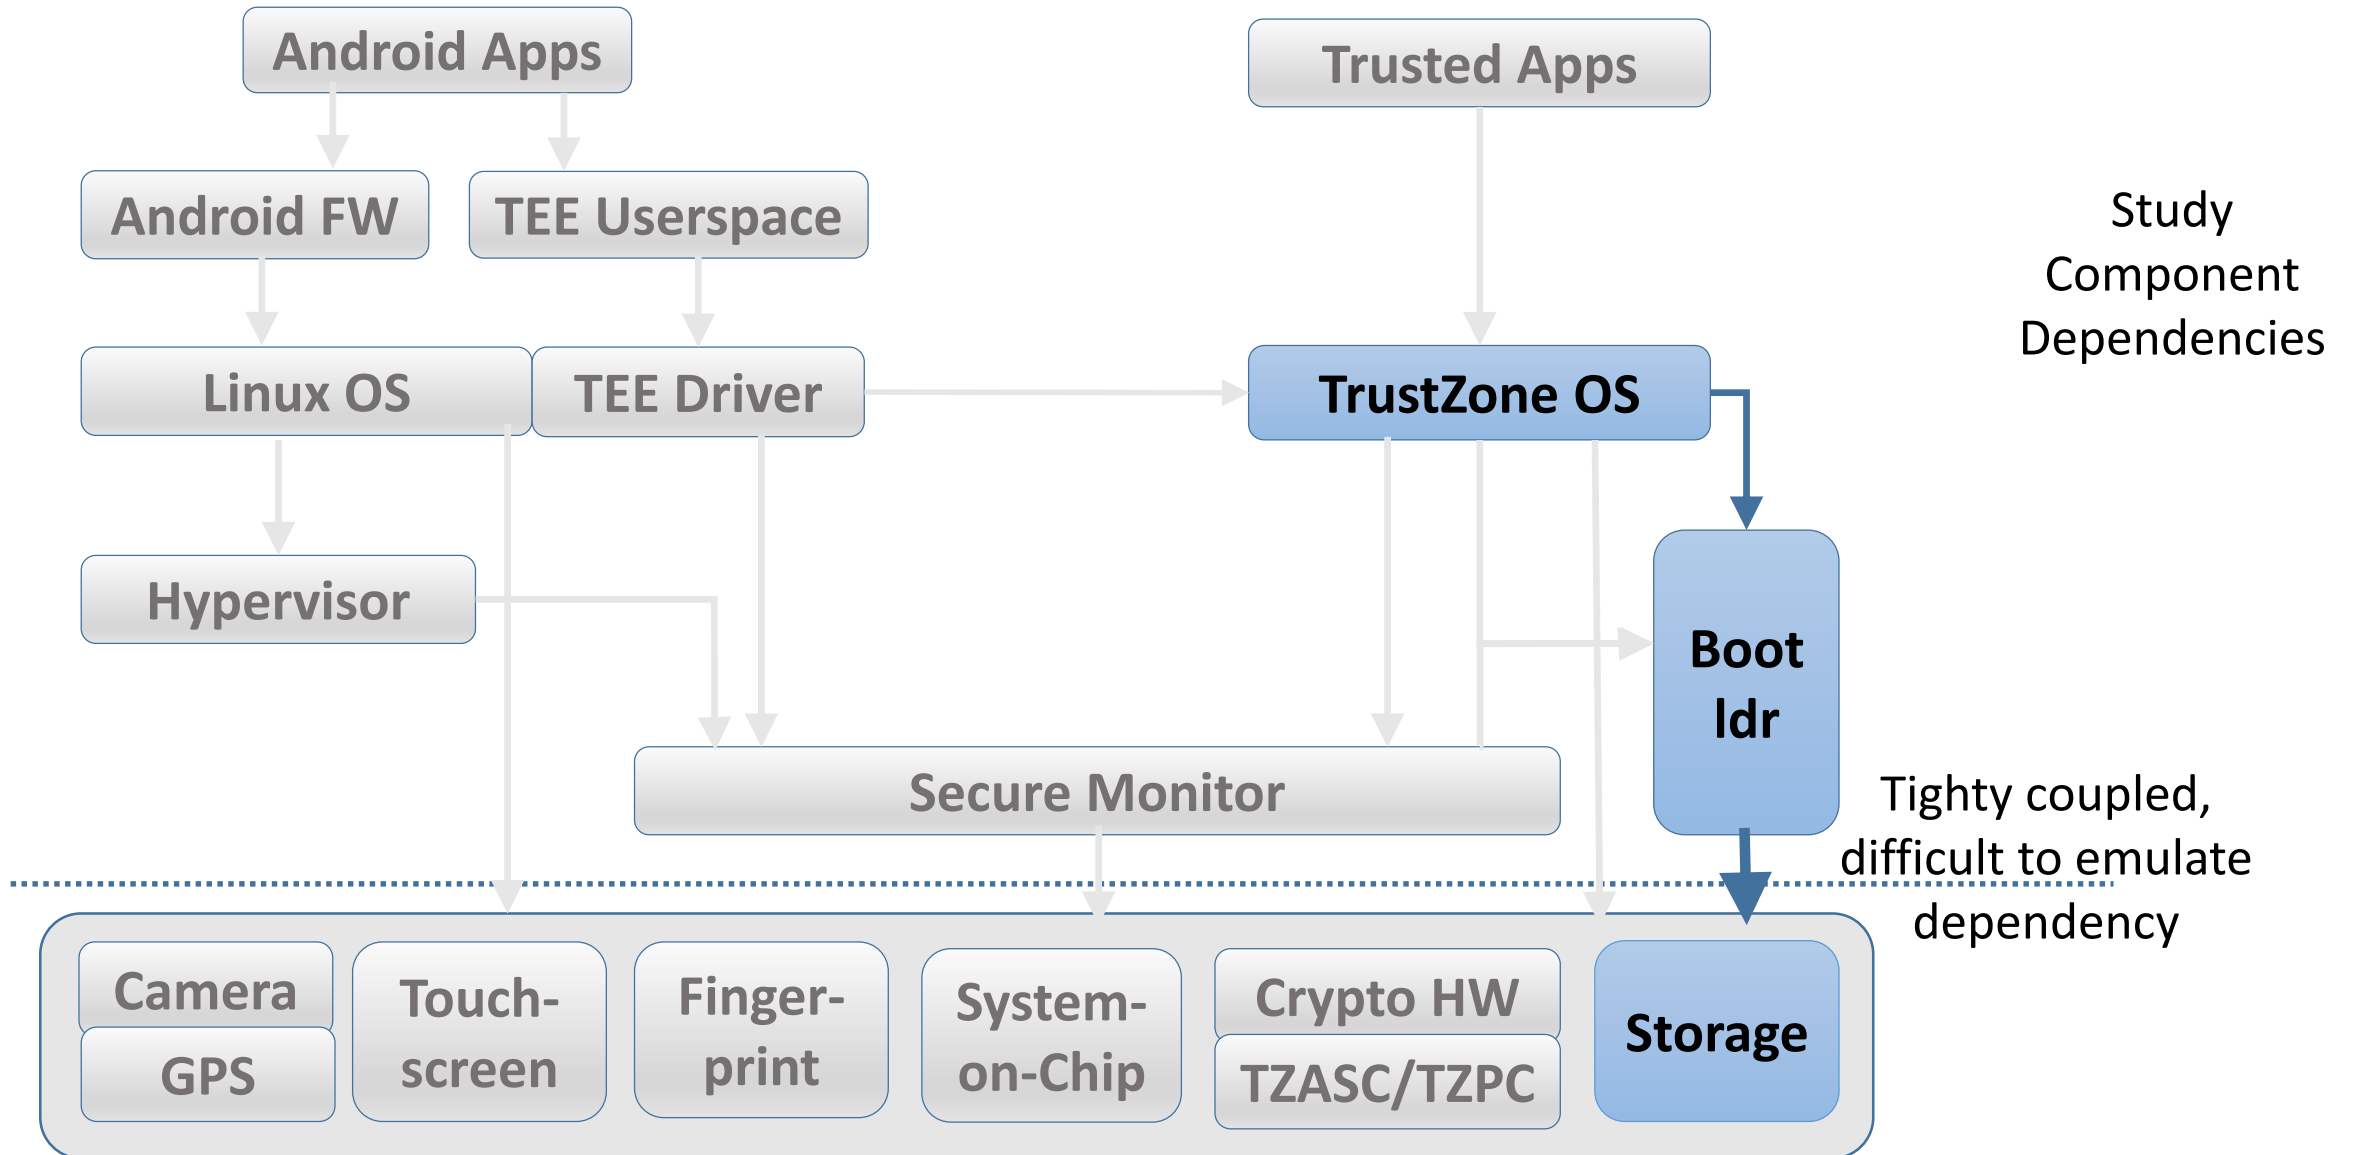 Android Apps
Trusted Apps
Android FW
TEE Userspace
Study
Component
Dependencies
Linux OS
TEE Driver
TrustZone OS
Hypervisor
Boot
ldr
Secure Monitor
Tighty coupled,
difficult to emulate
dependency
Camera
GPS
Touch-
screen
Finger-
print
System-
on-Chip
Crypto HW
TZASC/TZPC
Storage